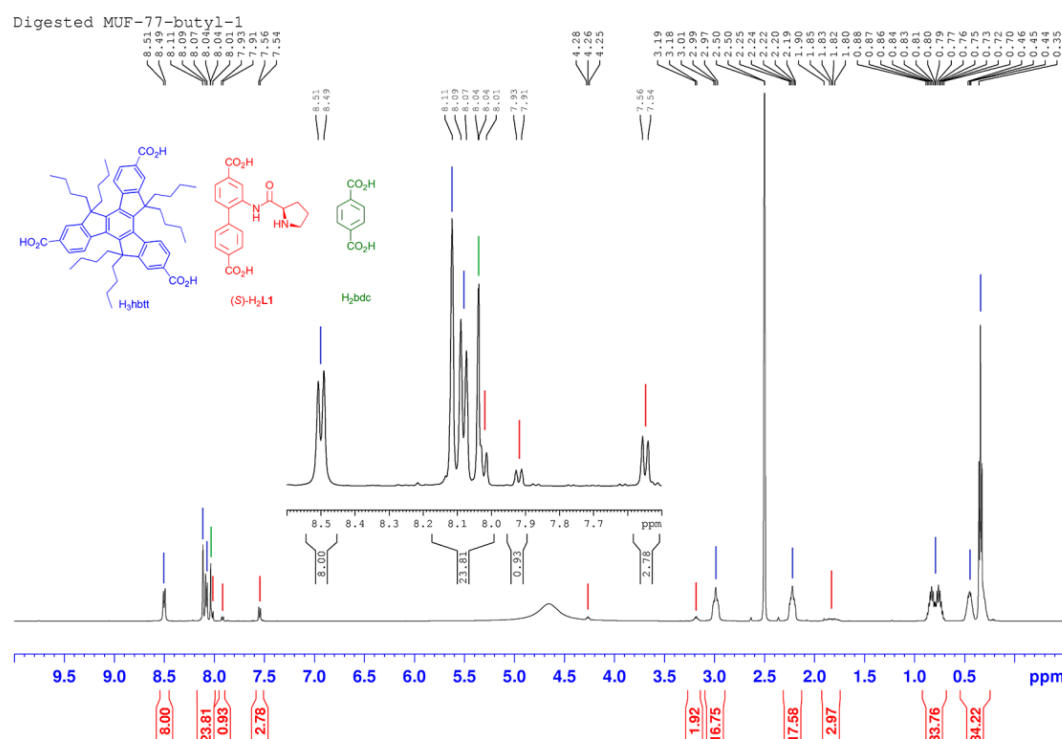 Digested MUF-77-butyl-1
8.51 8.49 8.11 8.09 8.07 8.04 8.04 8.01 7.93 7.91 7.56 7.54 4.28 4.26 4.25 3.19 3.18 3.01 2.99 2.97 2.50 2.50 2.25 2.24 2.22 2.20 2.19 1.90 1.85 1.83 1.82 1.80 0.88 0.87 0.86 0.84 0.83 0.81 0.80 0.79 0.77 0.76 0.75 0.73 0.72 0.70 0.46 0.45 0.44 0.35
8.51 8.49 8.11 8.09 8.07 8.04 8.04 8.01 7.93 7.91 7.56 7.54
CO₂H
HO₂C
CO₂H
H₃hbtt
CO₂H
O
NH
HN
CO₂H
(S)-H₂L1
CO₂H
CO₂H
H₂bdc
8.5 8.4 8.3 8.2 8.1 8.0 7.9 7.8 7.7 ppm
8.00 23.81 0.93 2.78
9.5 9.0 8.5 8.0 7.5 7.0 6.5 6.0 5.5 5.0 4.5 4.0 3.5 3.0 2.5 2.0 1.5 1.0 0.5 ppm
8.00 23.81 0.93 2.78 1.92 16.75 17.58 2.97 33.76 34.22